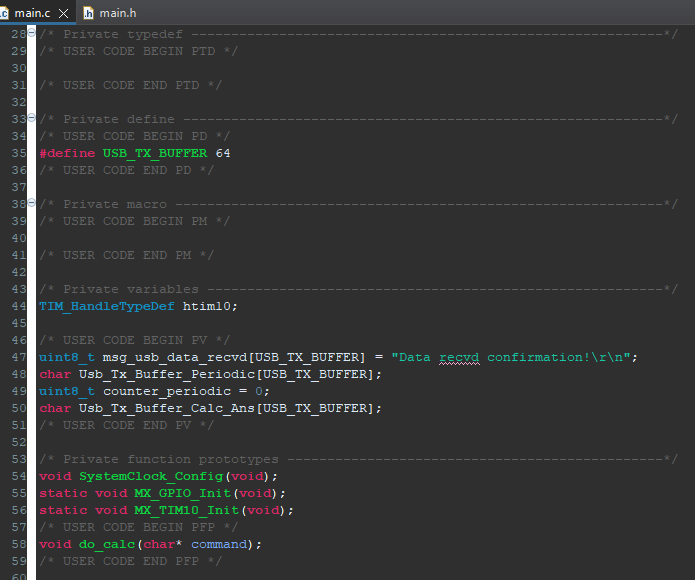 main.c main.h
28 /* Private typedef -----------------------------------------------------------*/
29 /* USER CODE BEGIN PTD */
30
31 /* USER CODE END PTD */
32
33 /* Private define ------------------------------------------------------------*/
34 /* USER CODE BEGIN PD */
35 #define USB_TX_BUFFER 64
36 /* USER CODE END PD */
37
38 /* Private macro -------------------------------------------------------------*/
39 /* USER CODE BEGIN PM */
40
41 /* USER CODE END PM */
42
43 /* Private variables ---------------------------------------------------------*/
44 TIM_HandleTypeDef htim10;
45
46 /* USER CODE BEGIN PV */
47 uint8_t msg_usb_data_recvd[USB_TX_BUFFER] = "Data recvd confirmation!\r\n";
48 char Usb_Tx_Buffer_Periodic[USB_TX_BUFFER];
49 uint8_t counter_periodic = 0;
50 char Usb_Tx_Buffer_Calc_Ans[USB_TX_BUFFER];
51 /* USER CODE END PV */
52
53 /* Private function prototypes -----------------------------------------------*/
54 void SystemClock_Config(void);
55 static void MX_GPIO_Init(void);
56 static void MX_TIM10_Init(void);
57 /* USER CODE BEGIN PFP */
58 void do_calc(char* command);
59 /* USER CODE END PFP */
60